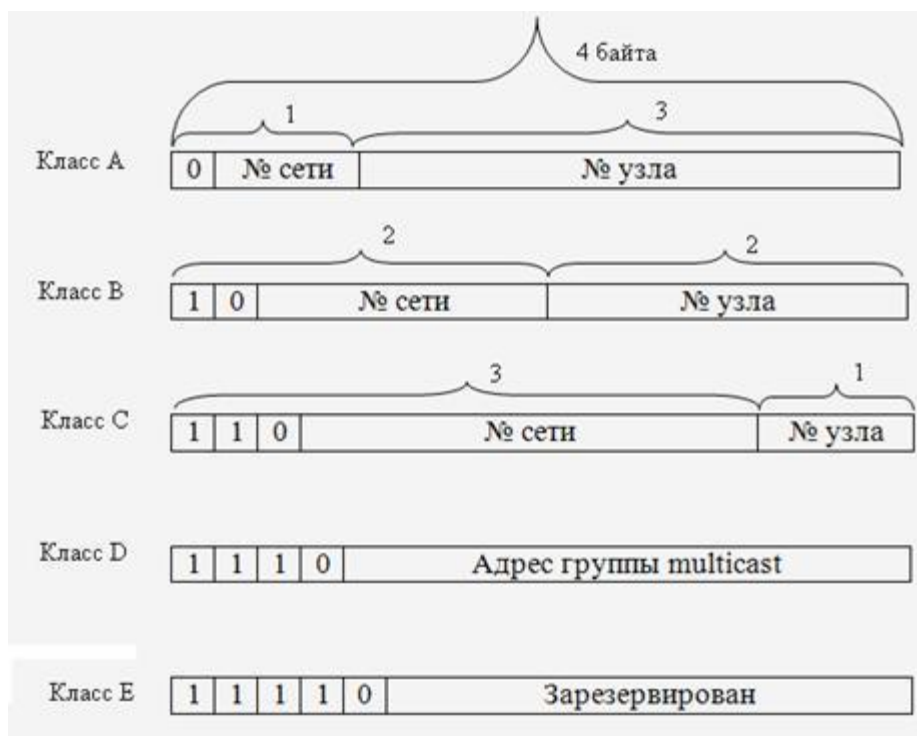 4 байта
1 3
Класс А 0 № сети № узла
2 2
Класс В 1 0 № сети № узла
3 1
Класс С 1 1 0 № сети № узла
Класс D 1 1 1 0 Адрес группы multicast
Класс Е 1 1 1 1 0 Зарезервирован